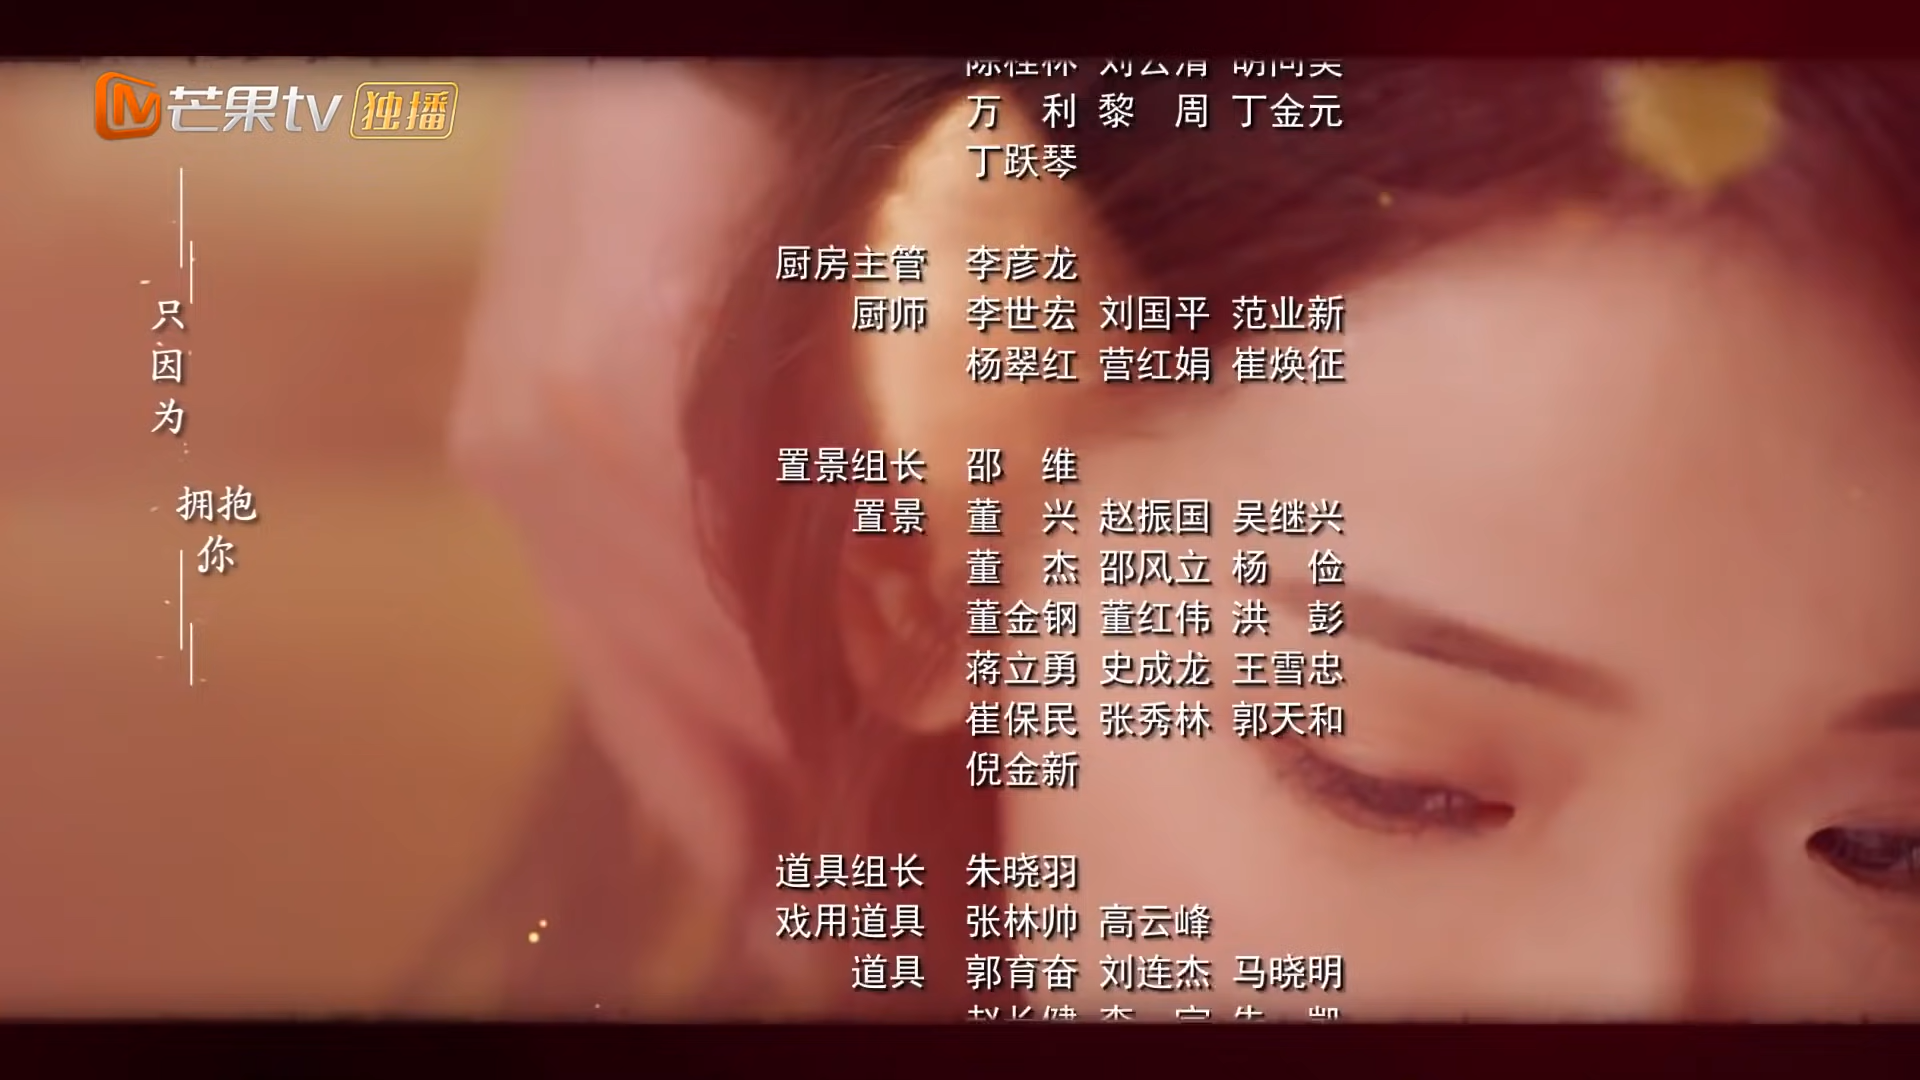 芒果tv 独播
万　利 黎　周 丁金元
丁跃琴
厨房主管 李彦龙
厨师 李世宏 刘国平 范业新
杨翠红 营红娟 崔焕征
置景组长 邵　维
置景 董　兴 赵振国 吴继兴
董　杰 邵风立 杨　俭
董金钢 董红伟 洪　彭
蒋立勇 史成龙 王雪忠
崔保民 张秀林 郭天和
倪金新
道具组长 朱晓羽
戏用道具 张林帅 高云峰
道具 郭育奋 刘连杰 马晓明
只因为
拥抱
你